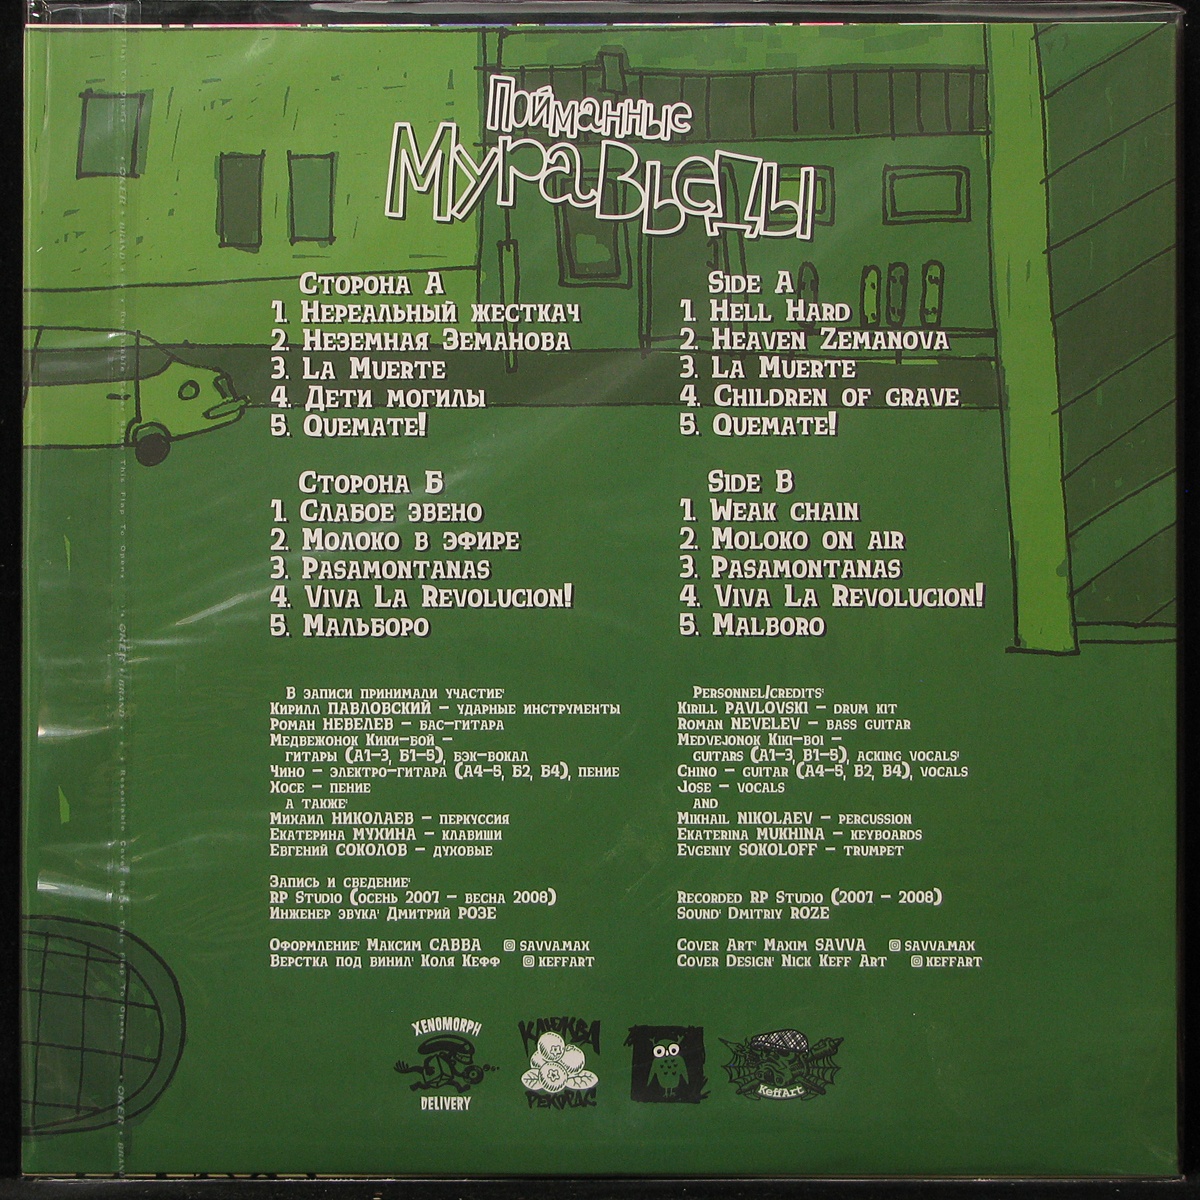 Пойманные
Муравьеды
Сторона А
1. Нереальный жесткач
2. Неземная Земанова
3. La Muerte
4. Дети могилы
5. Quemate!
Сторона Б
1. Слабое звено
2. Молоко в эфире
3. Pasamontanas
4. Viva La Revolucion!
5. Мальборо
Side A
1. Hell Hard
2. Heaven Zemanova
3. La Muerte
4. Children of grave
5. Quemate!
Side B
1. Weak chain
2. Moloko on air
3. Pasamontanas
4. Viva La Revolucion!
5. Malboro
В записи принимали участие:
Кирилл ПАВЛОВСКИЙ – ударные инструменты
Роман НЕВЕЛЕВ – бас-гитара
Медвежонок Кики-бой –
гитары (А1-3, Б1-5), бэк-вокал
Чино – электро-гитара (А4-5, Б2, Б4), пение
Хосе – пение
а также:
Михаил НИКОЛАЕВ – перкуссия
Екатерина МУХИНА – клавиши
Евгений СОКОЛОВ – духовые
Запись и сведение:
RP Studio (осень 2007 – весна 2008)
Инженер звука: Дмитрий РОЗЕ
Оформление: Максим САВВА savva.max
Верстка под винил: Коля Кефф keffart
Personnel/credits:
Kirill PAVLOVSKI – drum kit
Roman NEVELEV – bass guitar
Medvejonok Kiki-boi –
guitars (A1-3, B1-5), acking vocals:
Chino – guitar (A4-5, B2, B4), vocals
Jose – vocals
and
Mikhail NIKOLAEV – percussion
Ekaterina MUKHINA – keyboards
Evgeniy SOKOLOFF – trumpet
Recorded RP Studio (2007 – 2008)
Sound: Dmitriy ROZE
Cover Art: Maxim SAVVA savva.max
Cover Design: Nick Keff Art keffart
XENOMORPH
DELIVERY
КЛЮКВА
РЕКОРДС
KeffArt